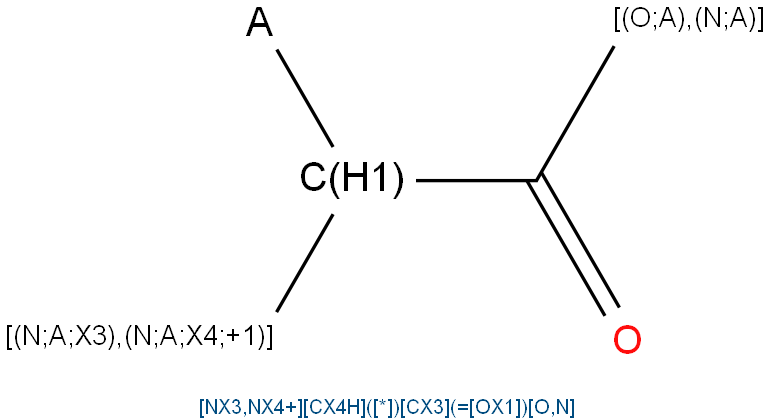 A
[(O;A),(N;A)]
C(H1)
[(N;A;X3),(N;A;X4;+1)]
O
[NX3,NX4+][CX4H]([*])[CX3](=[OX1])[O,N]